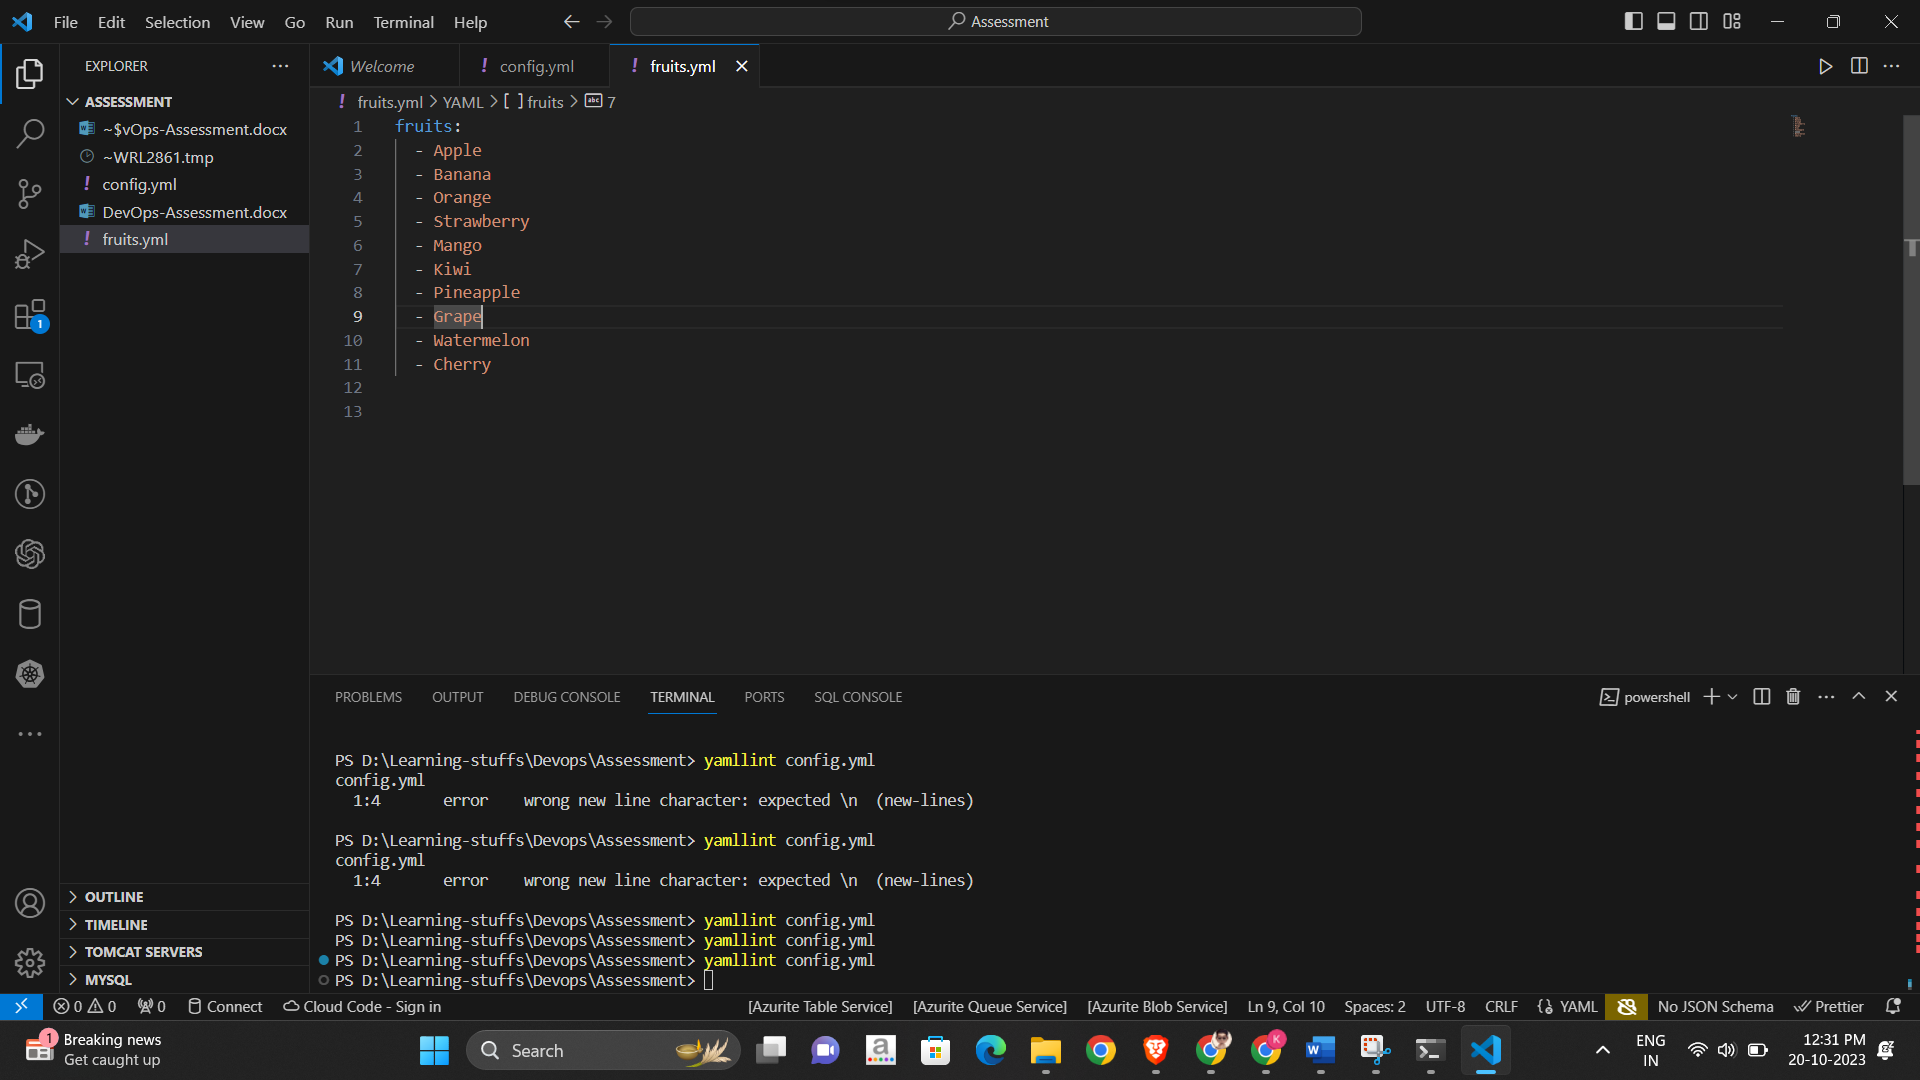 File Edit Selection View Go Run Terminal Help
Assessment
EXPLORER
Welcome
config.yml
fruits.yml
ASSESSMENT
~$vOps-Assessment.docx
~WRL2861.tmp
config.yml
DevOps-Assessment.docx
fruits.yml
1
OUTLINE
TIMELINE
TOMCAT SERVERS
MYSQL
fruits.yml > YAML > [ ] fruits > abc 7
1 fruits:
2 - Apple
3 - Banana
4 - Orange
5 - Strawberry
6 - Mango
7 - Kiwi
8 - Pineapple
9 - Grape
10 - Watermelon
11 - Cherry
12
13
PROBLEMS OUTPUT DEBUG CONSOLE TERMINAL PORTS SQL CONSOLE
powershell
PS D:\Learning-stuffs\Devops\Assessment> yamllint config.yml
config.yml
1:4 error wrong new line character: expected \n (new-lines)
PS D:\Learning-stuffs\Devops\Assessment> yamllint config.yml
config.yml
1:4 error wrong new line character: expected \n (new-lines)
PS D:\Learning-stuffs\Devops\Assessment> yamllint config.yml
PS D:\Learning-stuffs\Devops\Assessment> yamllint config.yml
PS D:\Learning-stuffs\Devops\Assessment> yamllint config.yml
PS D:\Learning-stuffs\Devops\Assessment>
0 0 0 Connect Cloud Code - Sign in [Azurite Table Service] [Azurite Queue Service] [Azurite Blob Service] Ln 9, Col 10 Spaces: 2 UTF-8 CRLF YAML No JSON Schema Prettier
1
Breaking news
Get caught up
Search
K
ENG
IN
12:31 PM
20-10-2023